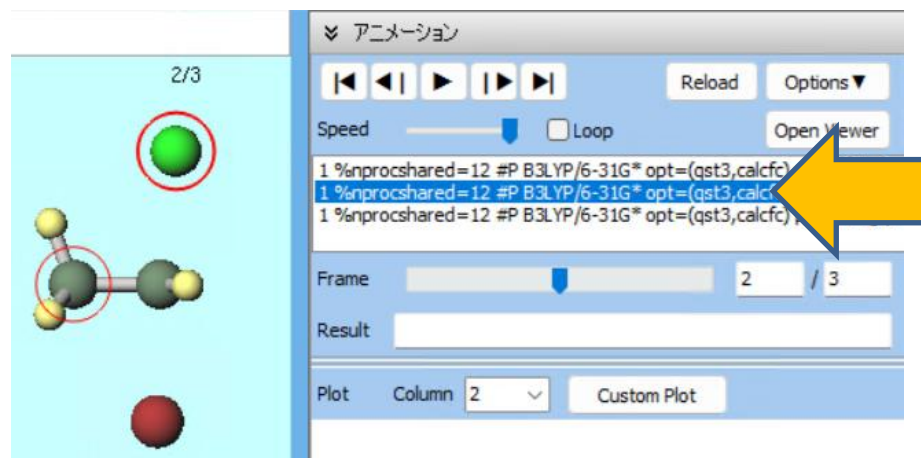 アニメーション
2/3
Reload
Options▼
Speed
Loop
Open Viewer
1 %nprocshared=12 #P B3LYP/6-31G* opt=(qst3,calcfc)
1 %nprocshared=12 #P B3LYP/6-31G* opt=(qst3,calcf
1 %nprocshared=12 #P B3LYP/6-31G* opt=(qst3,calcfc)
Frame
2 / 3
Result
Plot Column 2
Custom Plot